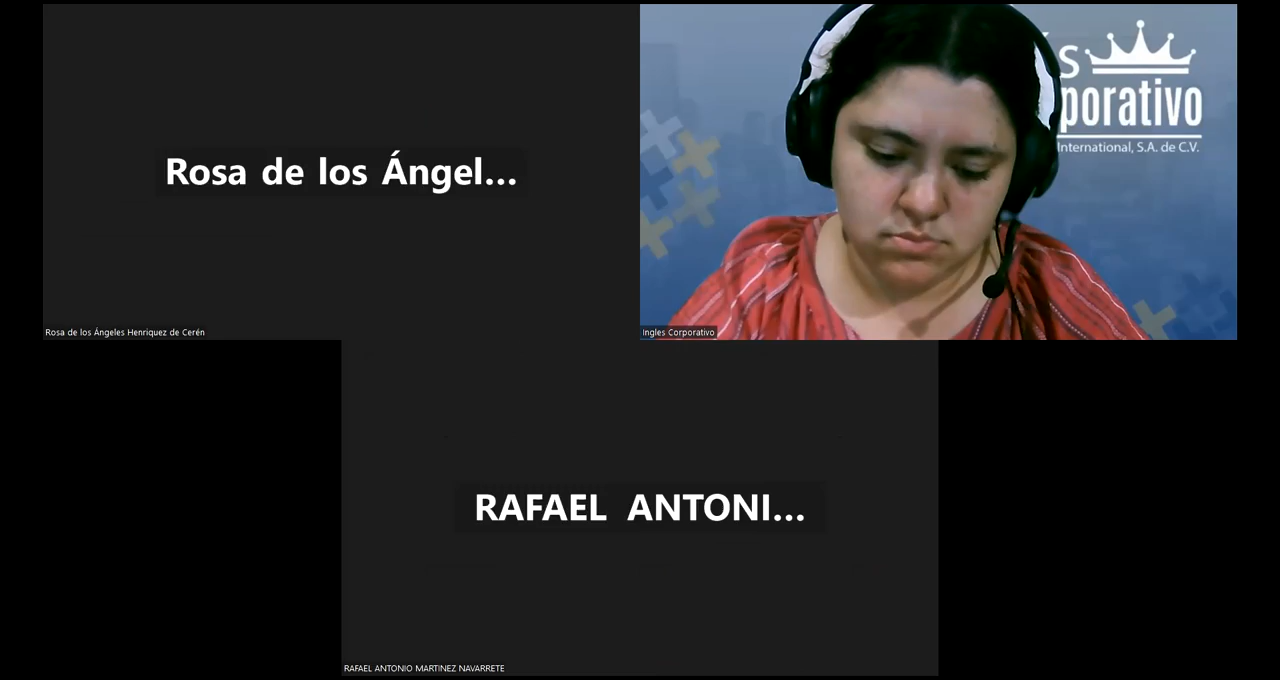 Rosa de los Ángel...
Rosa de los Ángeles Henriquez de Cerén
s
porativo
International, S.A. de C.V.
Ingles Corporativo
RAFAEL ANTONI...
RAFAEL ANTONIO MARTINEZ NAVARRETE